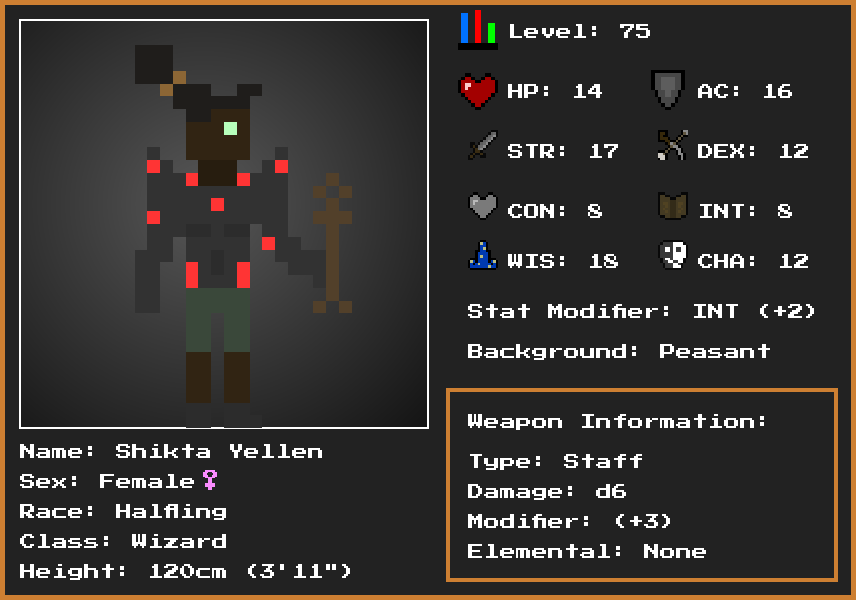 Level: 75
HP: 14 AC: 16
STR: 17 DEX: 12
CON: 8 INT: 8
WIS: 18 CHA: 12
Stat Modifier: INT (+2)
Background: Peasant
Weapon Information:
Type: Staff
Damage: d6
Modifier: (+3)
Elemental: None
Name: Shikta Yellen
Sex: Female♀
Race: Halfling
Class: Wizard
Height: 120cm (3'11")